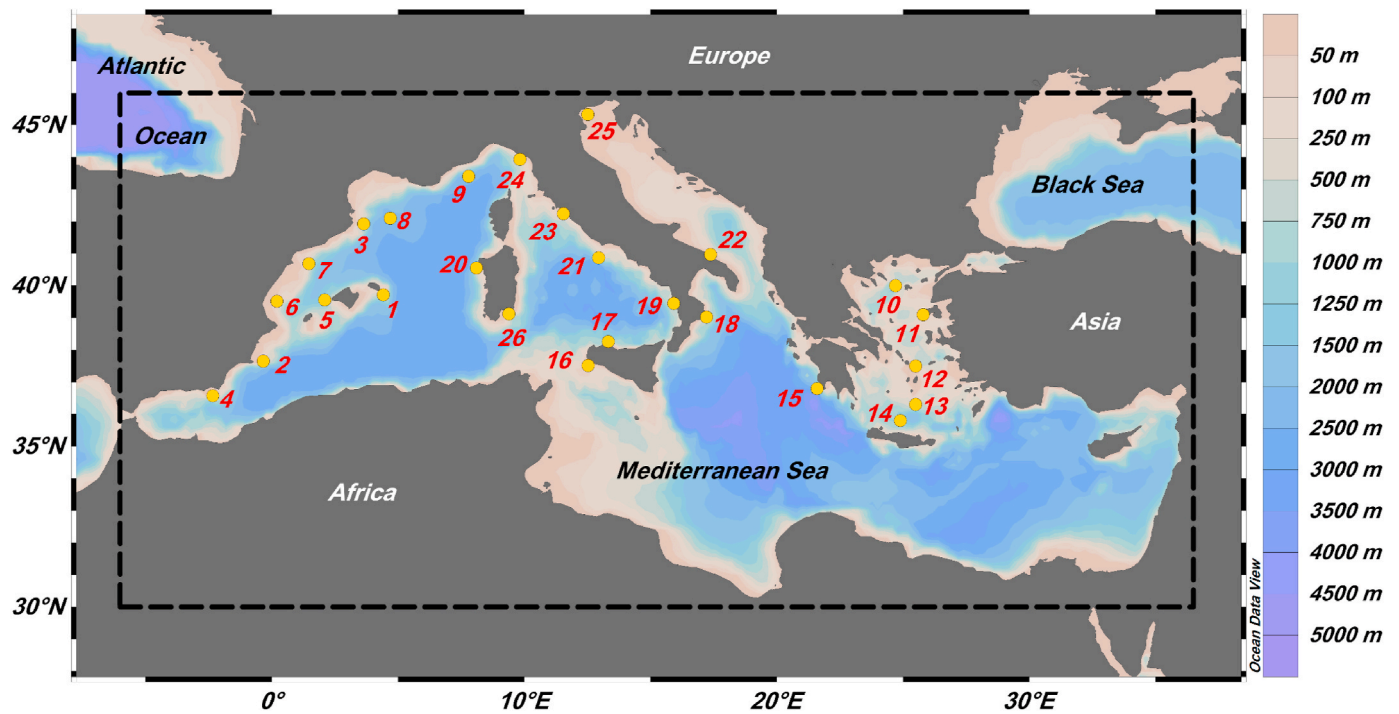 Europe
Atlantic
Ocean
Black Sea
Asia
Mediterranean Sea
Africa
45°N
40°N
35°N
30°N
0°
10°E
20°E
30°E
25
24
9
8
3
23
22
7
20
21
10
6
5
1
19
11
26
17
18
2
16
12
4
15
14
13
50 m
100 m
250 m
500 m
750 m
1000 m
1250 m
1500 m
2000 m
2500 m
3000 m
3500 m
4000 m
4500 m
5000 m
Ocean Data View